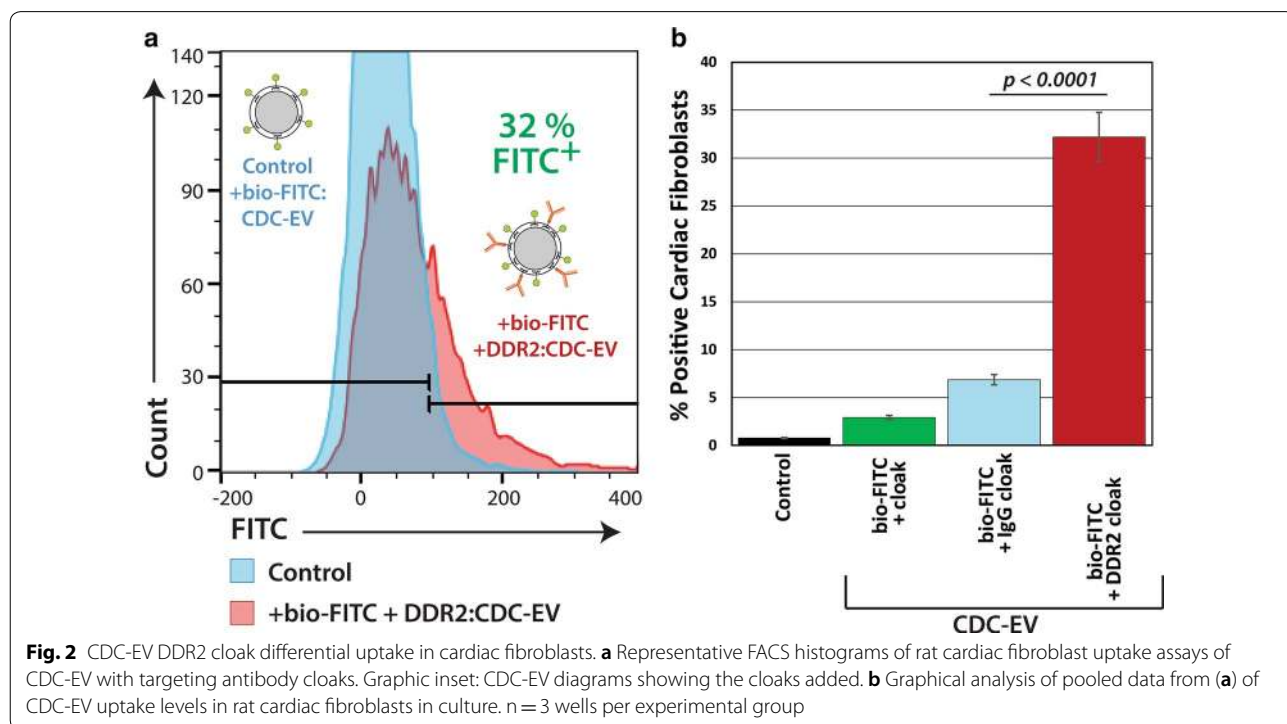 a
140
120
90
60
30
0
Count
Control
+bio-FITC:
CDC-EV
32 %
FITC+
+bio-FITC
+DDR2:CDC-EV
-200
0
200
400
FITC
Control
+bio-FITC + DDR2:CDC-EV
b
p < 0.0001
% Positive Cardiac Fibroblasts
40
35
30
25
20
15
10
5
0
Control
bio-FITC
+ cloak
bio-FITC
+ IgG cloak
bio-FITC
+ DDR2 cloak
CDC-EV
Fig. 2 CDC-EV DDR2 cloak differential uptake in cardiac fibroblasts. a Representative FACS histograms of rat cardiac fibroblast uptake assays of
CDC-EV with targeting antibody cloaks. Graphic inset: CDC-EV diagrams showing the cloaks added. b Graphical analysis of pooled data from (a) of
CDC-EV uptake levels in rat cardiac fibroblasts in culture. n = 3 wells per experimental group